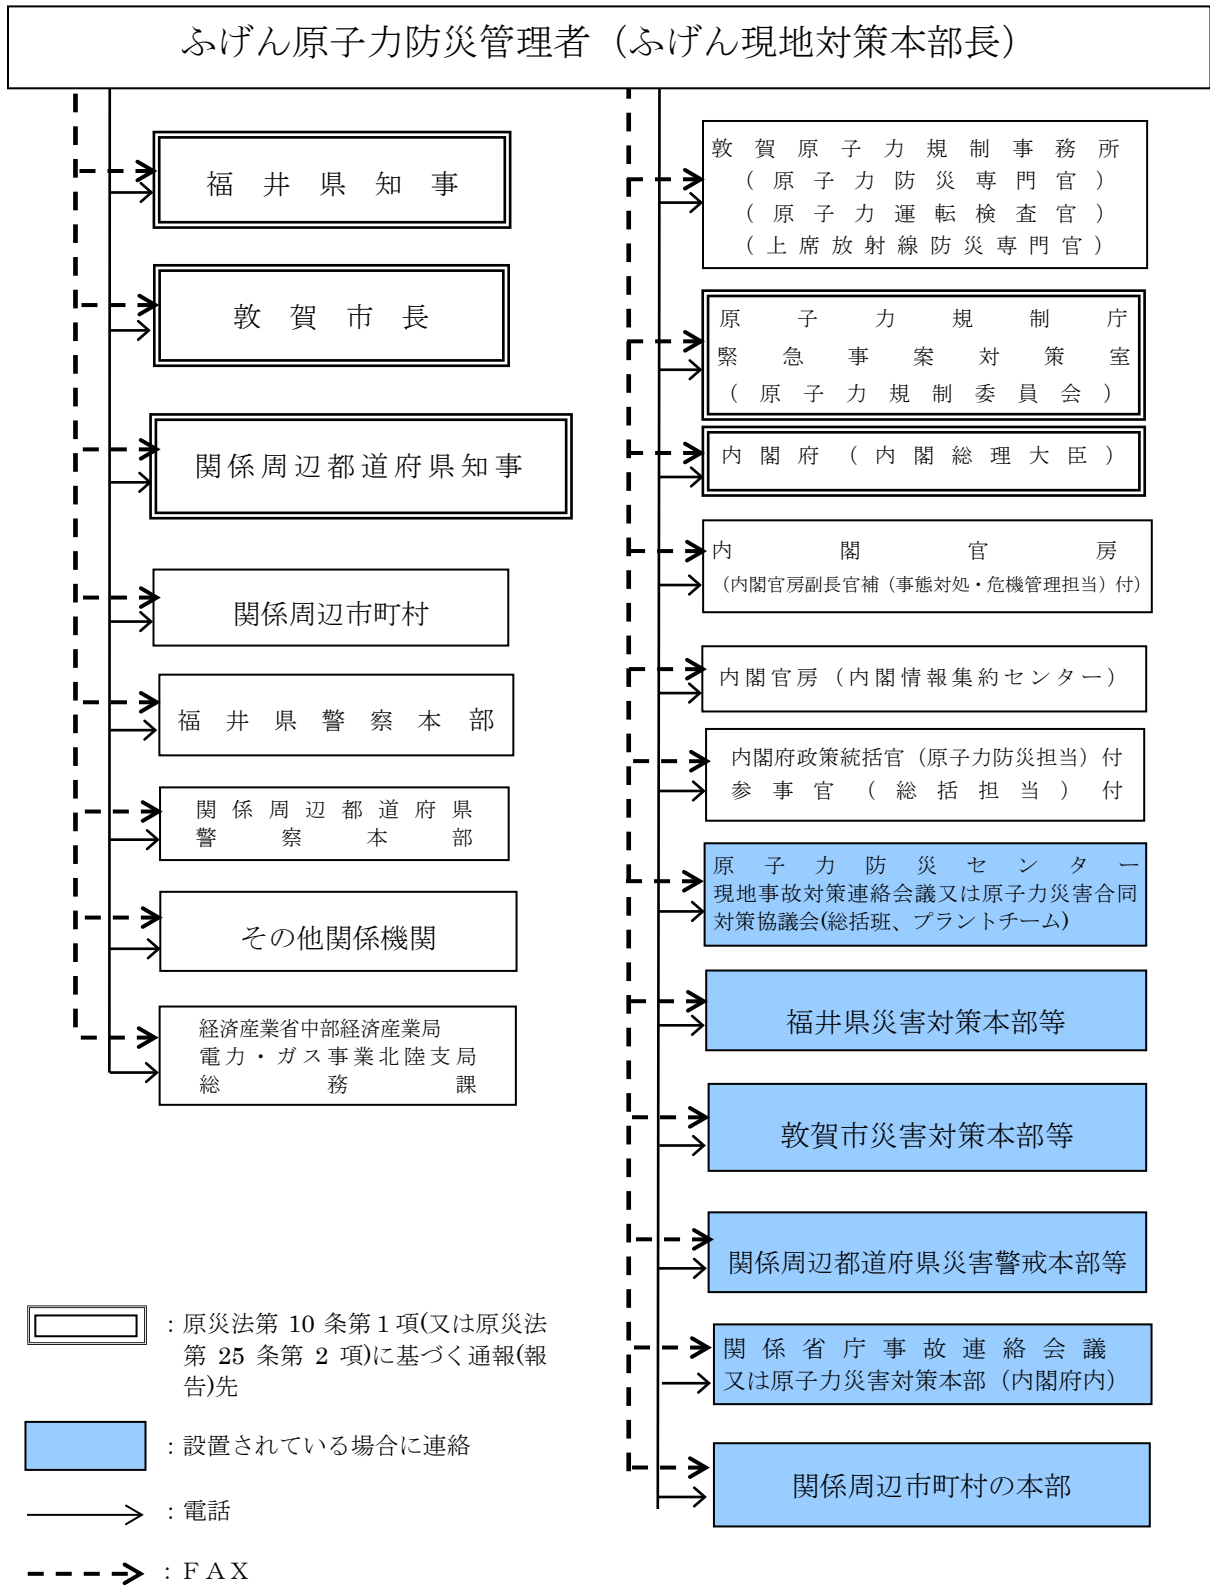 ふげん原子力防災管理者（ふげん現地対策本部長）
福井県知事
敦賀市長
関係周辺都道府県知事
関係周辺市町村
福井県警察本部
関係周辺都道府県
警察本部
その他関係機関
経済産業省中部経済産業局
電力・ガス事業北陸支局
総務課
敦賀原子力規制事務所
（原子力防災専門官）
（原子力運転検査官）
（上席放射線防災専門官）
原子力規制庁
緊急事案対策室
（原子力規制委員会）
内閣府（内閣総理大臣）
内閣官房
（内閣官房副長官補（事態対処・危機管理担当）付）
内閣官房（内閣情報集約センター）
内閣府政策統括官（原子力防災担当）付
参事官（総括担当）付
原子力防災センター
現地事故対策連絡会議又は原子力災害合同
対策協議会(総括班、プラントチーム)
福井県災害対策本部等
敦賀市災害対策本部等
関係周辺都道府県災害警戒本部等
関係省庁事故連絡会議
又は原子力災害対策本部（内閣府内）
関係周辺市町村の本部
：原災法第 10 条第１項(又は原災法
第 25 条第 2 項)に基づく通報(報
告)先
：設置されている場合に連絡
：電話
：ＦＡＸ